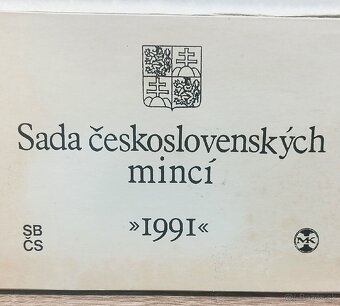 Sada československých
mincí
»1991«
SB
ČS
MK